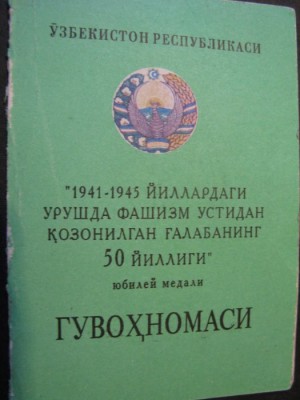 ЎЗБЕКИСТОН РЕСПУБЛИКАСИ
"1941-1945 ЙИЛЛАРДАГИ
УРУШДА ФАШИЗМ УСТИДАН
ҚОЗОНИЛГАН ҒАЛАБАНИНГ
50 ЙИЛЛИГИ"
юбилей медали
ГУВОҲНОМАСИ